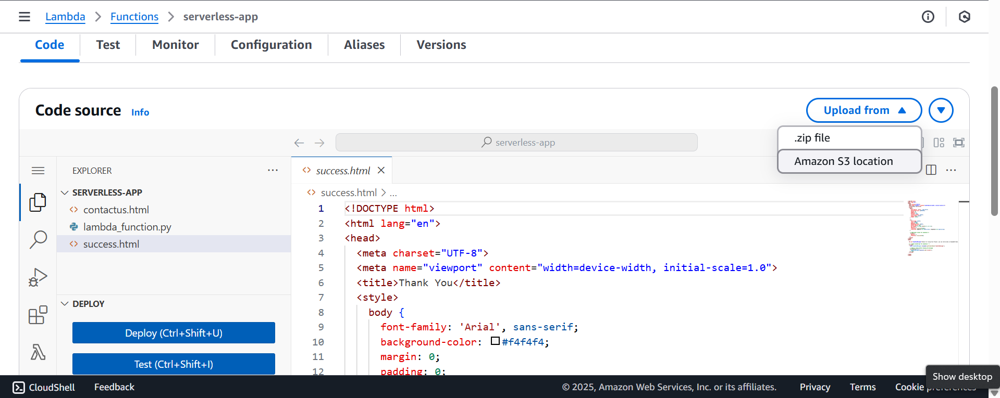 Lambda > Functions > serverless-app
Code Test Monitor Configuration Aliases Versions
Code source Info
Upload from
.zip file
Amazon S3 location
serverless-app
EXPLORER
SERVERLESS-APP
contactus.html
lambda_function.py
success.html
DEPLOY
Deploy (Ctrl+Shift+U)
Test (Ctrl+Shift+I)
success.html
success.html > ...
1 <!DOCTYPE html>
2 <html lang="en">
3 <head>
4 <meta charset="UTF-8">
5 <meta name="viewport" content="width=device-width, initial-scale=1.0">
6 <title>Thank You</title>
7 <style>
8 body {
9 font-family: 'Arial', sans-serif;
10 background-color: #f4f4f4;
11 margin: 0;
12 padding: 0;
CloudShell Feedback © 2025, Amazon Web Services, Inc. or its affiliates. Privacy Terms Cookie preferences
Show desktop